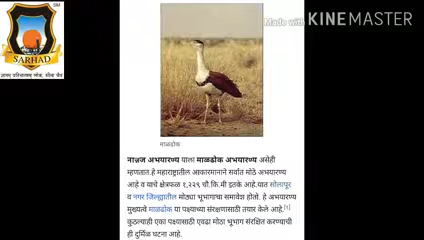 SM
SARHAD
Made with KINEMASTER
माळढोक
नान्नज अभयारण्य याला माळढोक अभयारण्य असेही
म्हणतात.हे महाराष्ट्रातील आकारमानाने सर्वात मोठे अभयारण्य
आहे व याचे क्षेत्रफळ १,२२९ चौ.कि.मी इतके आहे.यात सोलापूर
व नगर जिल्ह्यातील मोठ्या भूभागाचा समावेश होतो. हे अभयारण्य
मुख्यत्वे माळढोक या पक्ष्याच्या संरक्षणासाठी तयार केले आहे.[१]
कुठल्याही एका पक्ष्यासाठी एवढा मोठा भूभाग संरक्षित करण्याची
ही दुर्मिळ घटना आहे.